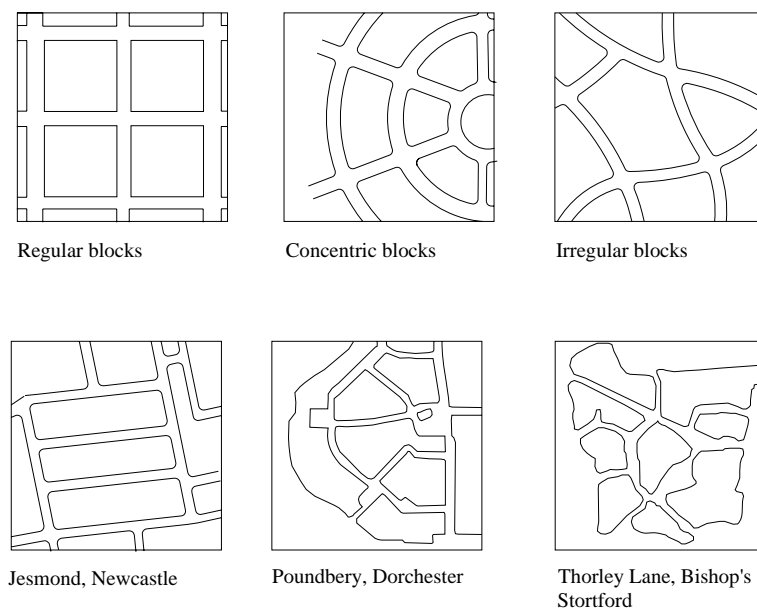 Regular blocks
Concentric blocks
Irregular blocks
Jesmond, Newcastle
Poundbery, Dorchester
Thorley Lane, Bishop's
Stortford